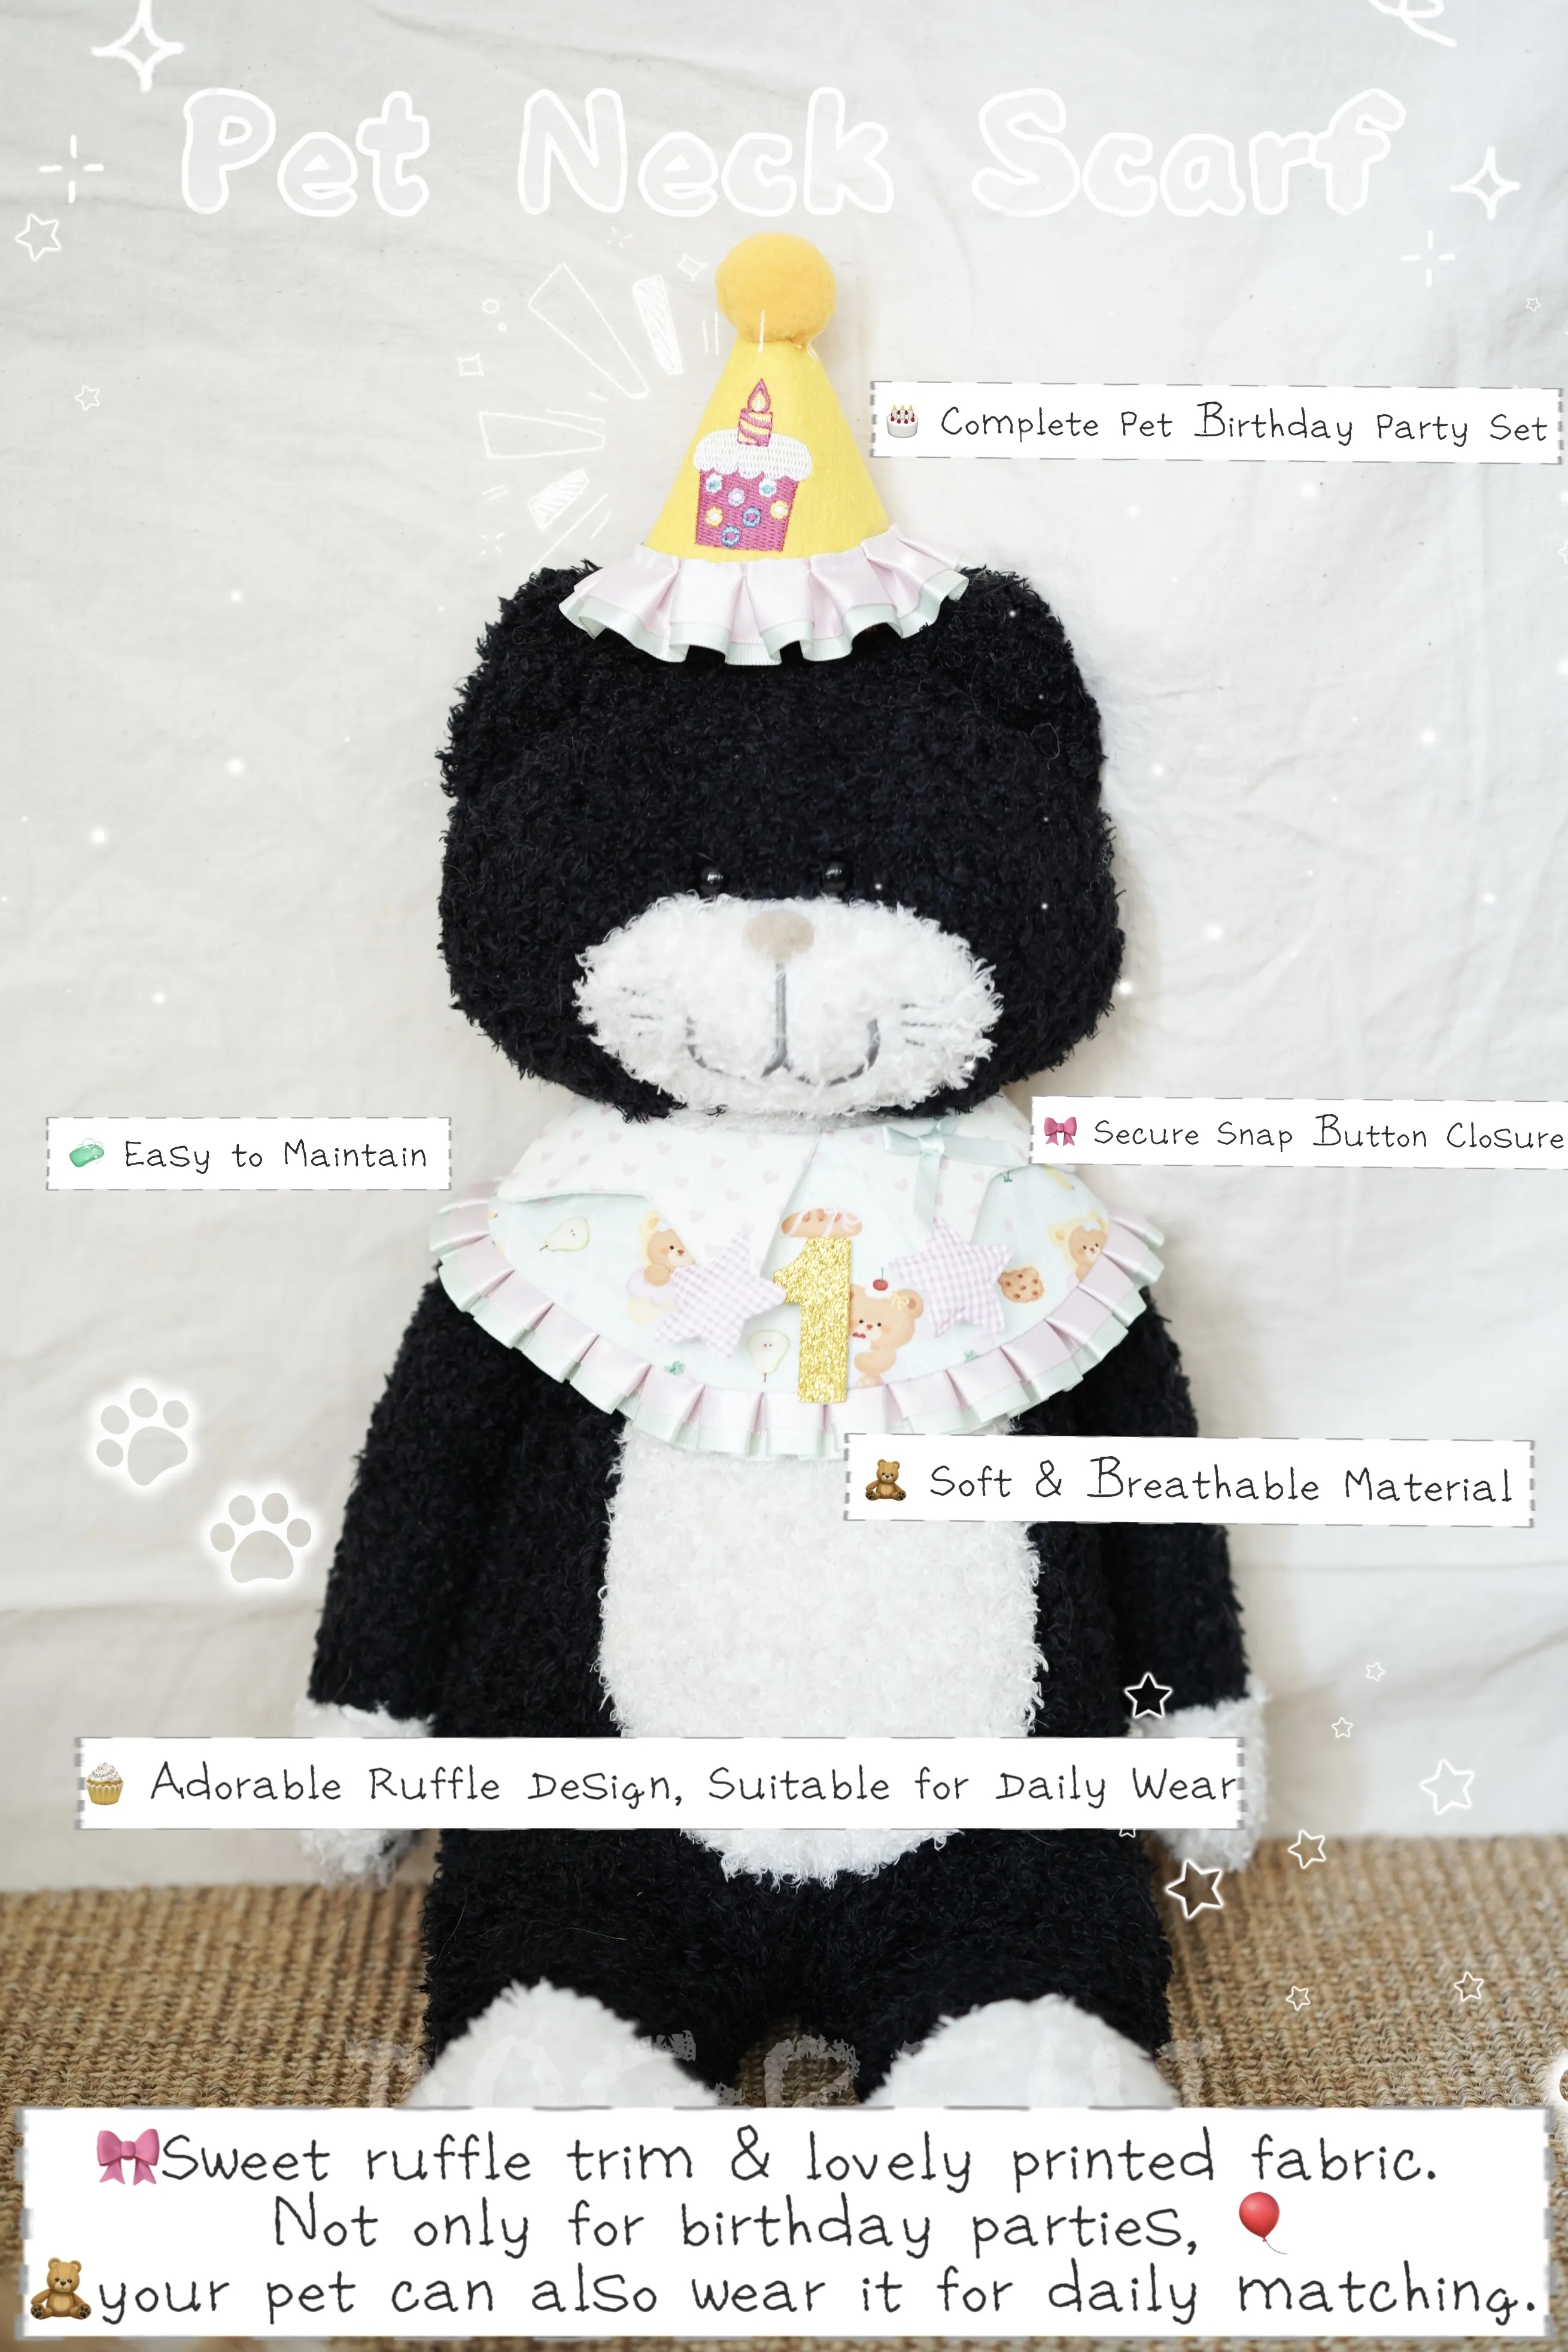 Pet Neck Scarf
🎂 Complete Pet Birthday Party Set
🧼 Easy to Maintain
🎀 Secure Snap Button Closure
1
🧸 Soft & Breathable Material
🧁 Adorable Ruffle Design, Suitable for Daily Wear
🎀Sweet ruffle trim & lovely printed fabric.
Not only for birthday parties, 🎈
🧸your pet can also wear it for daily matching.